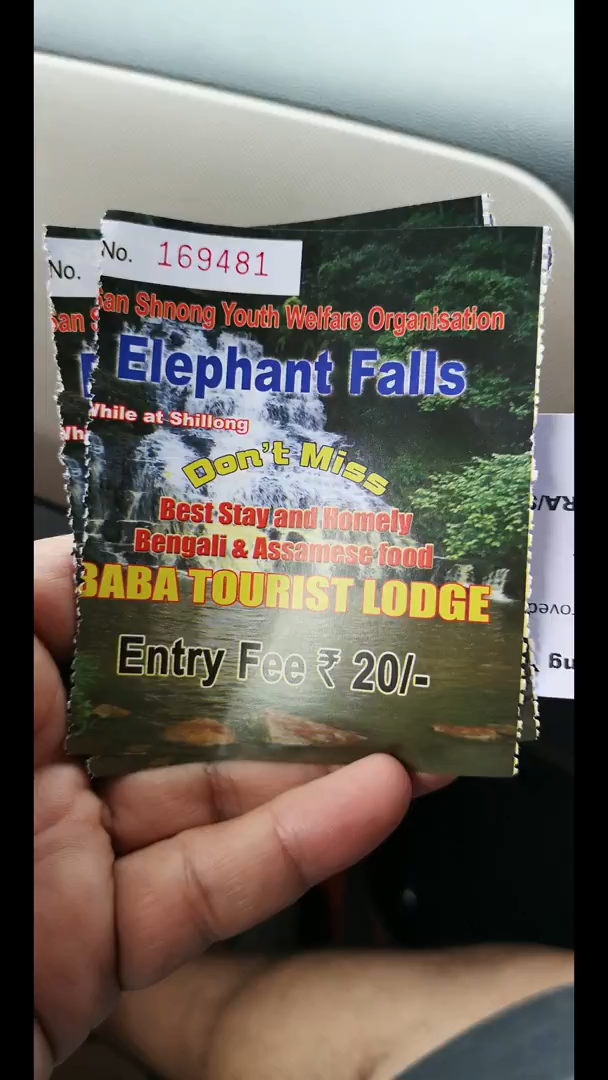 No. 169481
No.
an Shnong Youth Welfare Organisation
Elephant Falls
While at Shillong
Don't Miss
Best Stay and Homely
Bengali & Assamese food
BABA TOURIST LODGE
Entry Fee ₹ 20/-